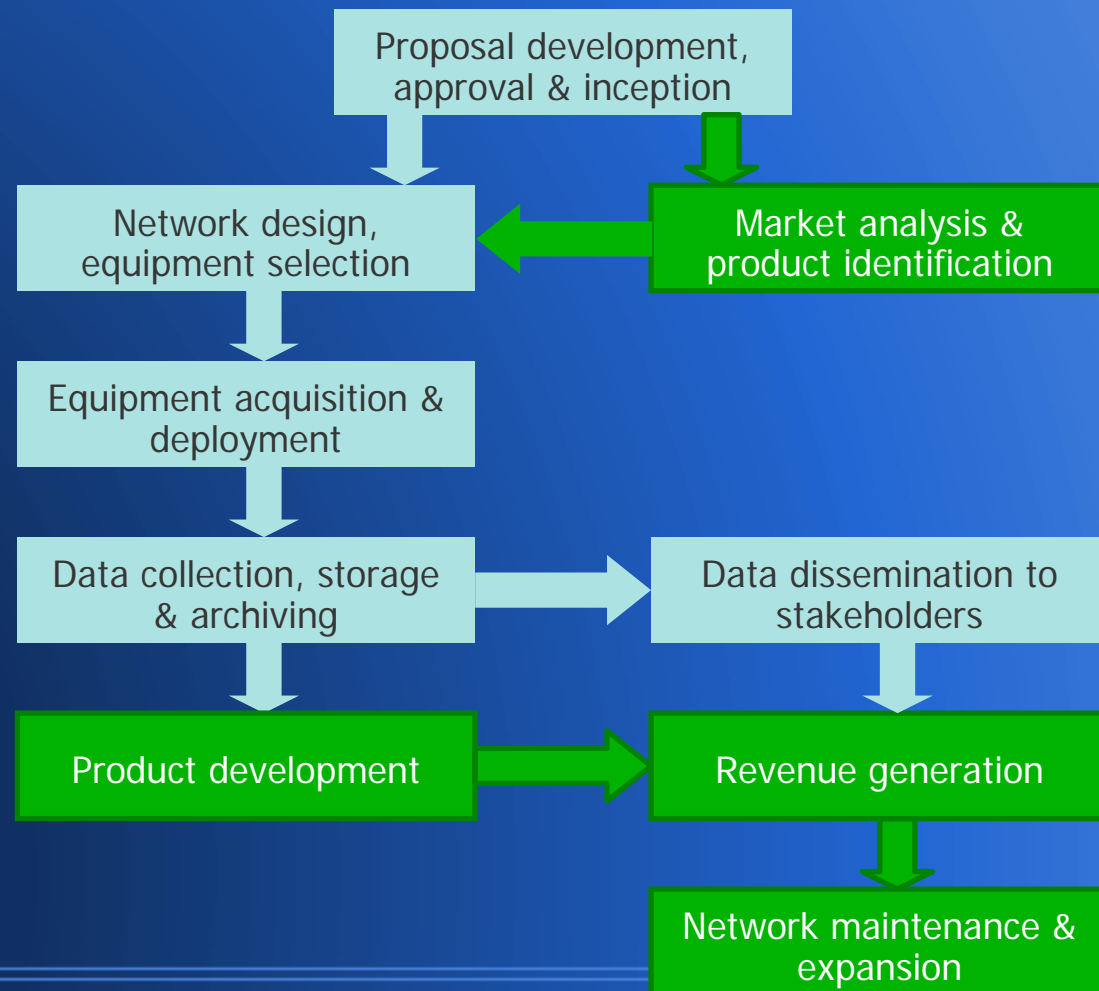 Proposal development,
approval & inception
Network design,
equipment selection
Market analysis &
product identification
Equipment acquisition &
deployment
Data collection, storage
& archiving
Data dissemination to
stakeholders
Product development
Revenue generation
Network maintenance &
expansion